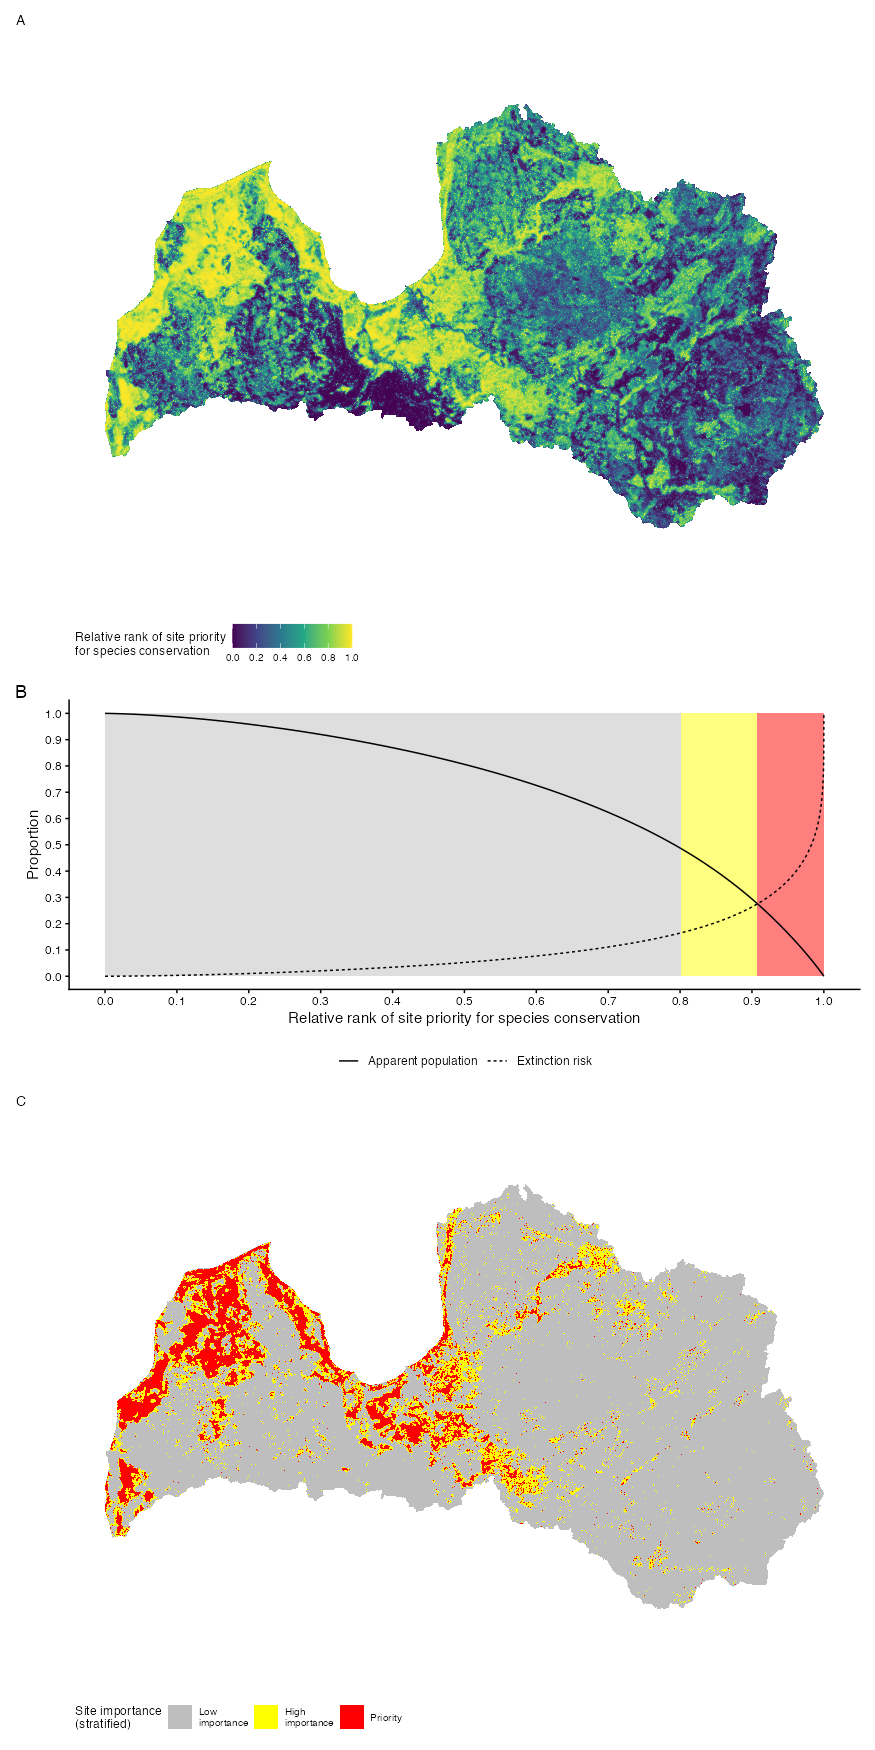 A
Relative rank of site priority
for species conservation
0.0 0.2 0.4 0.6 0.8 1.0
B
1.0
0.9
0.8
0.7
0.6
0.5
0.4
0.3
0.2
0.1
0.0
Proportion
0.0 0.1 0.2 0.3 0.4 0.5 0.6 0.7 0.8 0.9 1.0
Relative rank of site priority for species conservation
Apparent population Extinction risk
C
Site importance
(stratified)
Low
importance
High
importance
Priority